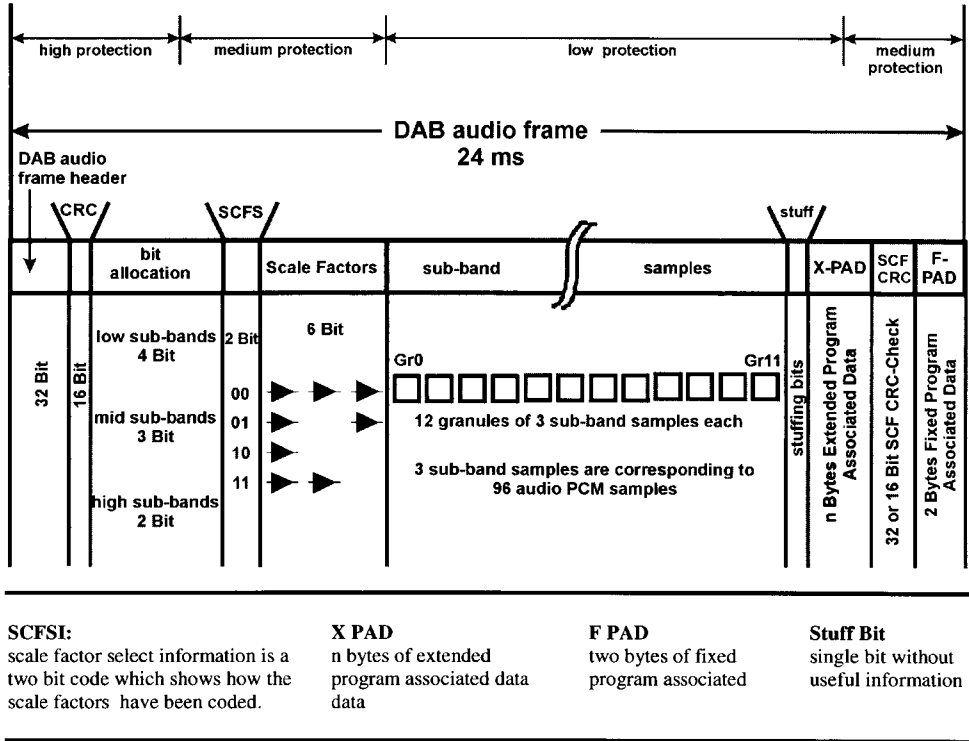 high protection
medium protection
low protection
medium
protection
DAB audio frame
24 ms
DAB audio
frame header
CRC
SCFS
stuff
bit
allocation
Scale Factors
sub-band
samples
X-PAD
SCF
CRC
F-
PAD
32 Bit
16 Bit
low sub-bands
4 Bit
mid sub-bands
3 Bit
high sub-bands
2 Bit
2 Bit
00
01
10
11
6 Bit
Gr0
Gr11
12 granules of 3 sub-band samples each
3 sub-band samples are corresponding to
96 audio PCM samples
stuffing bits
n Bytes Extended Program
Associated Data
32 or 16 Bit SCF CRC-Check
2 Bytes Fixed Program
Associated Data
SCFSI:
scale factor select information is a
two bit code which shows how the
scale factors have been coded.
X PAD
n bytes of extended
program associated data
data
F PAD
two bytes of fixed
program associated
Stuff Bit
single bit without
useful information